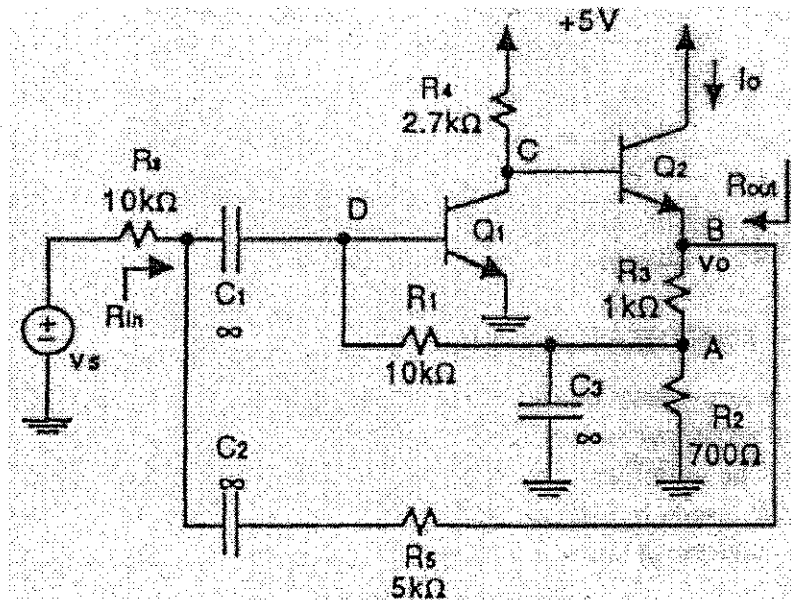 +5V
R4
2.7kΩ
Io
C
Q2
Rs
10kΩ
D
Rout
Q1
B
vo
Rin
C1
∞
R1
10kΩ
R3
1kΩ
A
+
−
vs
C3
∞
R2
700Ω
C2
∞
R5
5kΩ